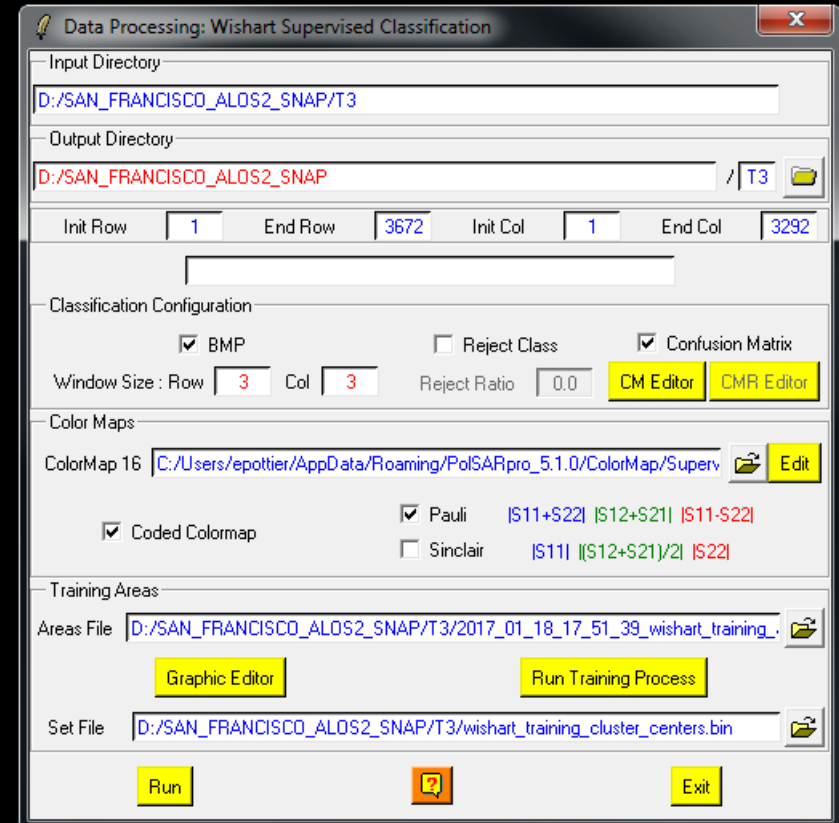 Data Processing: Wishart Supervised Classification
Input Directory
D:/SAN_FRANCISCO_ALOS2_SNAP/T3
Output Directory
D:/SAN_FRANCISCO_ALOS2_SNAP / T3
Init Row 1 End Row 3672 Init Col 1 End Col 3292
Classification Configuration
BMP Reject Class Confusion Matrix
Window Size : Row 3 Col 3 Reject Ratio 0.0 CM Editor CMR Editor
Color Maps
ColorMap 16 C:/Users/epottier/AppData/Roaming/PolSARpro_5.1.0/ColorMap/Superv Edit
Pauli |S11+S22| |S12+S21| |S11-S22|
Coded Colormap
Sinclair |S11| |(S12+S21)/2| |S22|
Training Areas
Areas File D:/SAN_FRANCISCO_ALOS2_SNAP/T3/2017_01_18_17_51_39_wishart_training_
Graphic Editor Run Training Process
Set File D:/SAN_FRANCISCO_ALOS2_SNAP/T3/wishart_training_cluster_centers.bin
Run ? Exit